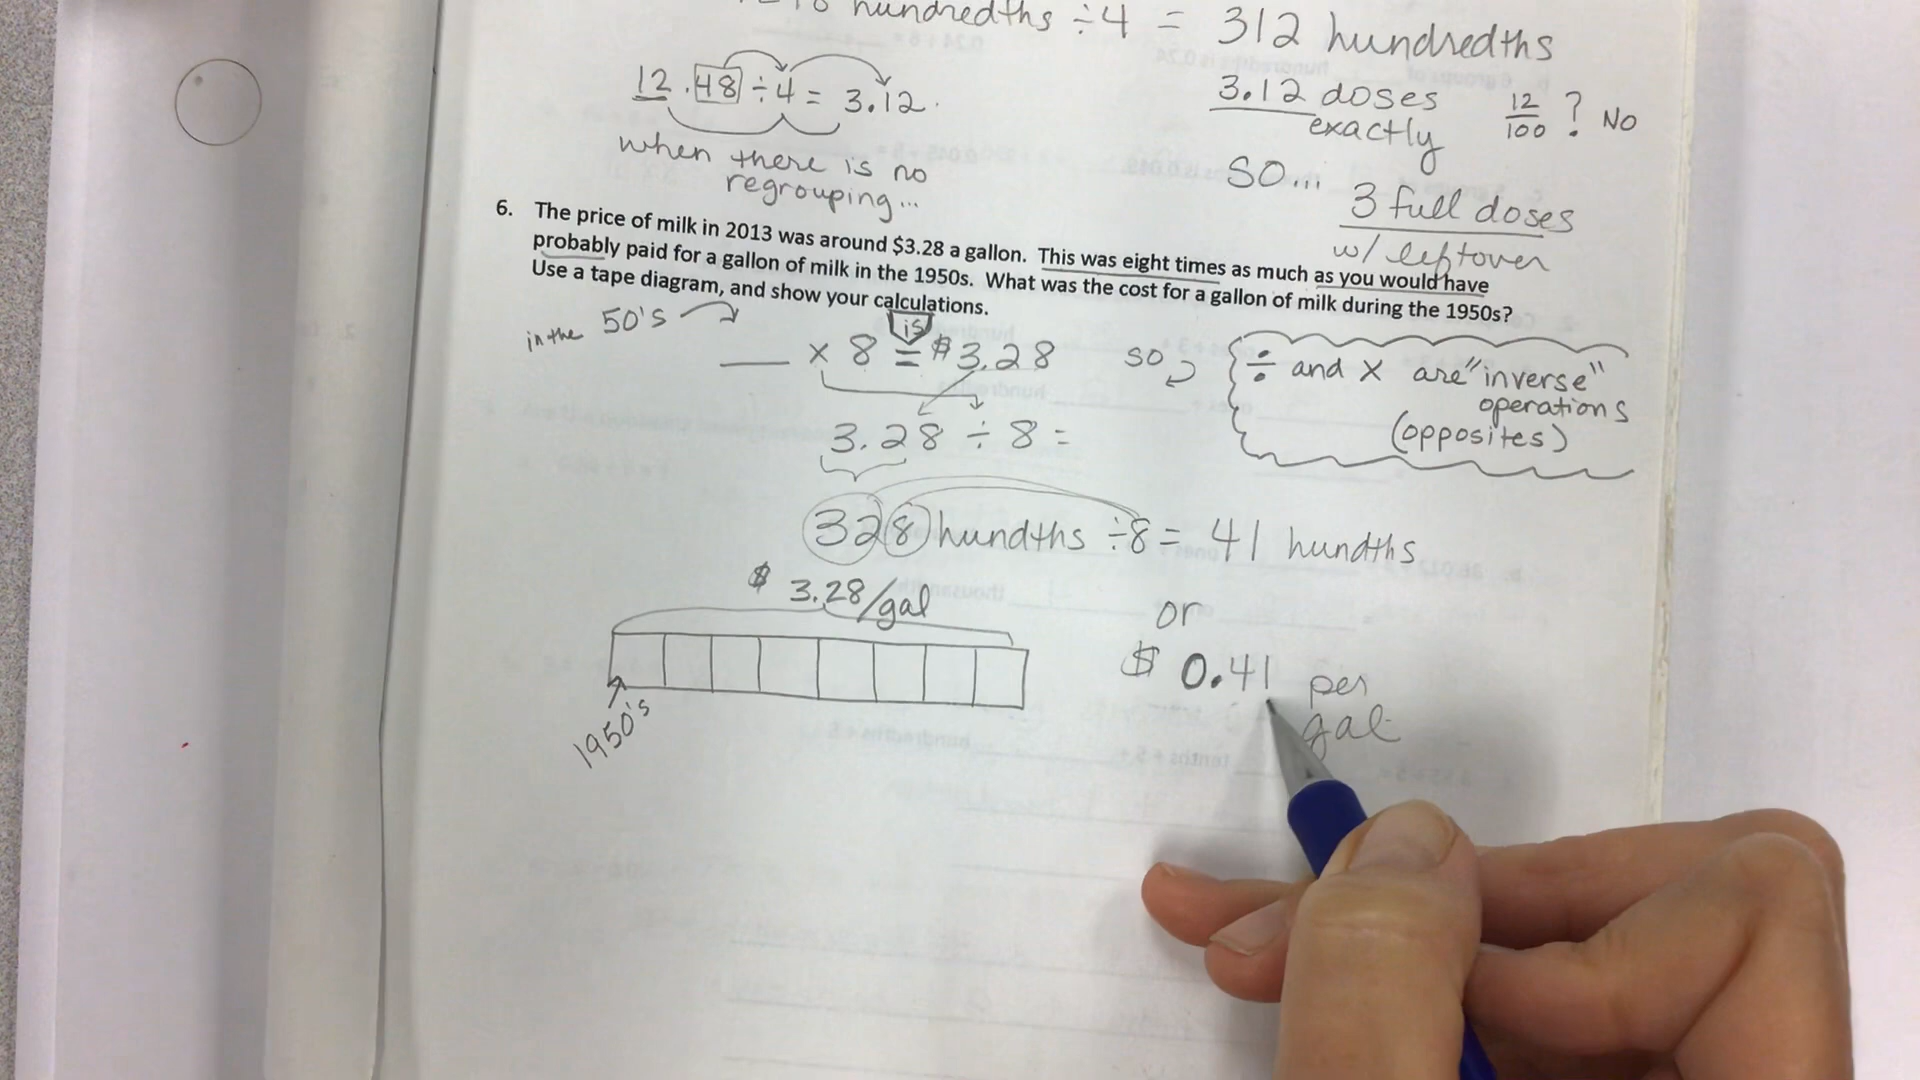 hundredths ÷4 = 312 hundredths
12.48 ÷ 4 = 3.12
when there is no
regrouping...
3.12 doses
exactly
12/100 ? No
SO...
3 full doses
w/ leftover
6. The price of milk in 2013 was around $3.28 a gallon. This was eight times as much as you would have
probably paid for a gallon of milk in the 1950s. What was the cost for a gallon of milk during the 1950s?
Use a tape diagram, and show your calculations.
in the 50's
is
___ × 8 = $3.28
so
÷ and × are "inverse"
operations
(opposites)
3.28 ÷ 8 =
328 hundths ÷8 = 41 hundths
$ 3.28/gal
1950's
or
$ 0.41 per
gal